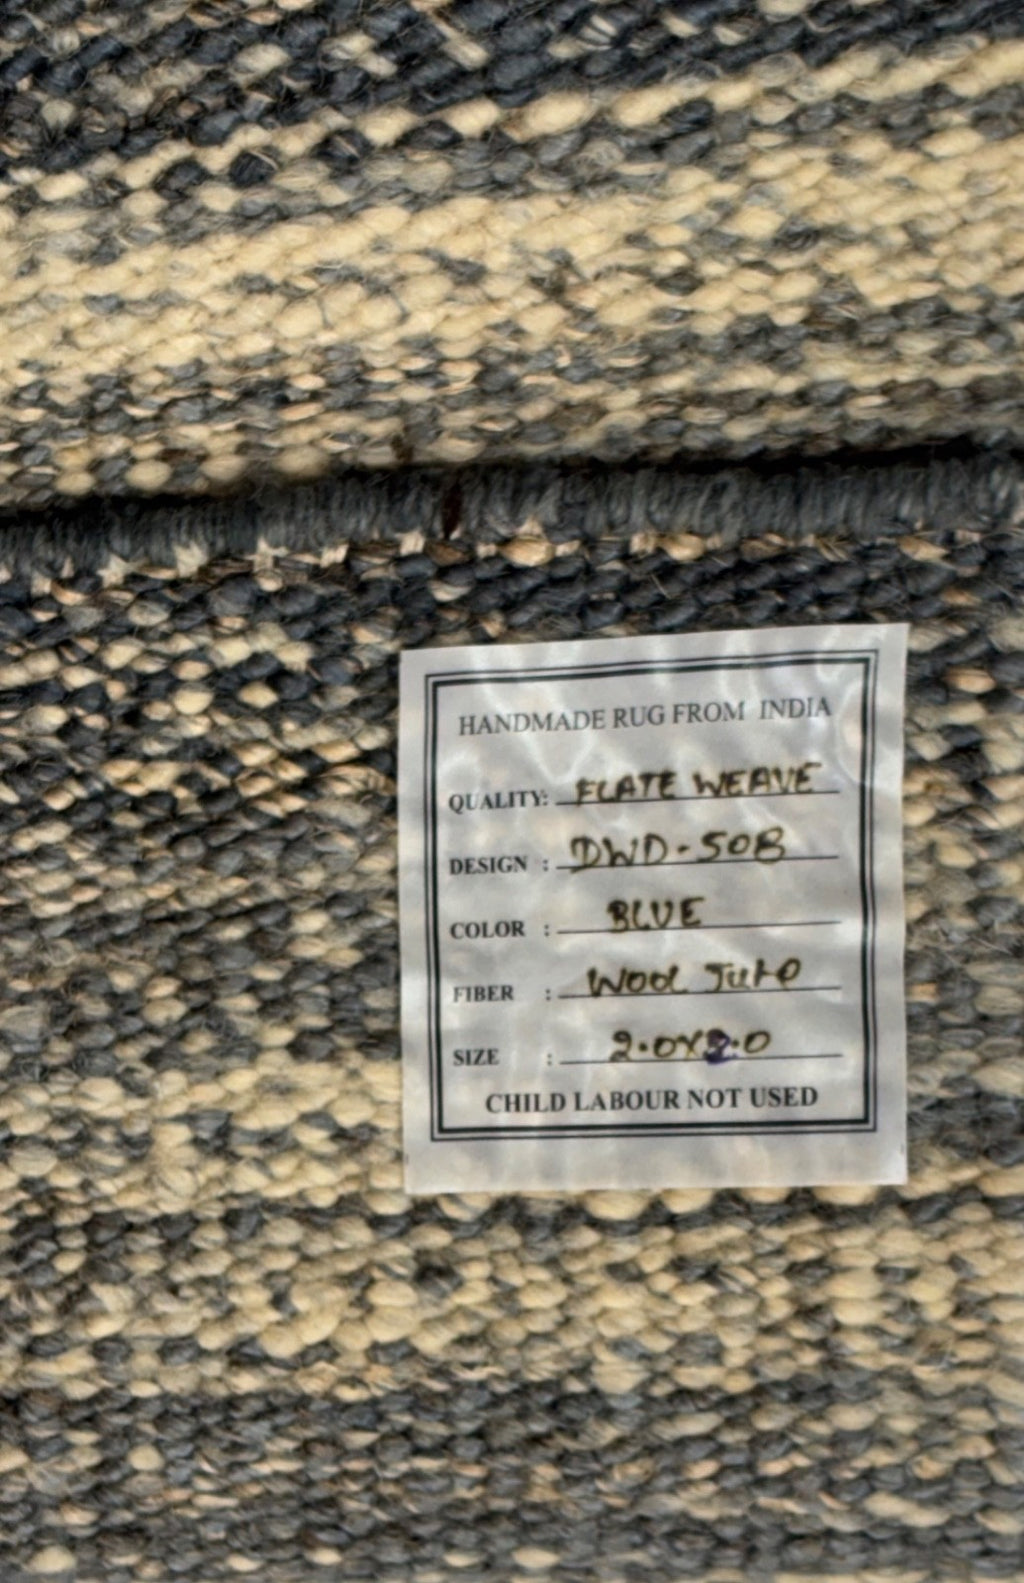 HANDMADE RUG FROM INDIA
QUALITY: FLATE WEAVE
DESIGN : DWD-508
COLOR : BLUE
FIBER : Wool Jute
SIZE : 2.0X2.0
CHILD LABOUR NOT USED